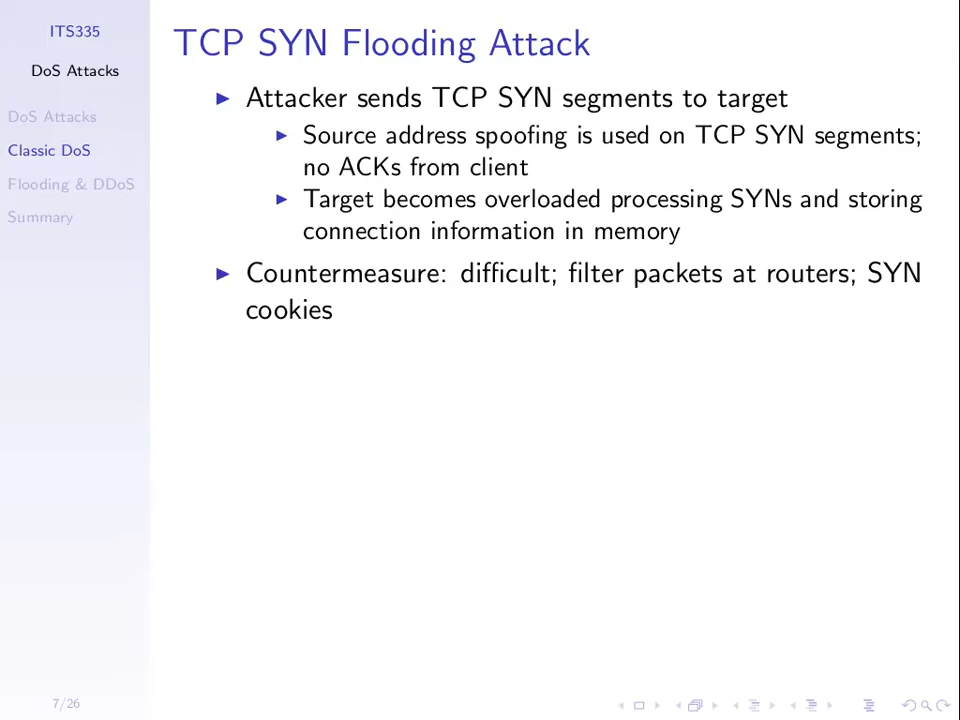 ITS335
DoS Attacks
DoS Attacks
Classic DoS
Flooding & DDoS
Summary
TCP SYN Flooding Attack
Attacker sends TCP SYN segments to target
Source address spoofing is used on TCP SYN segments;
no ACKs from client
Target becomes overloaded processing SYNs and storing
connection information in memory
Countermeasure: difficult; filter packets at routers; SYN
cookies
7/26